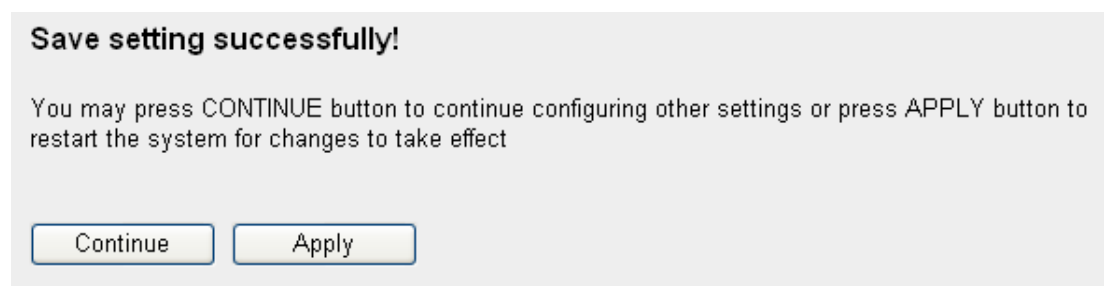 Save setting successfully!
You may press CONTINUE button to continue configuring other settings or press APPLY button to
restart the system for changes to take effect
Continue
Apply